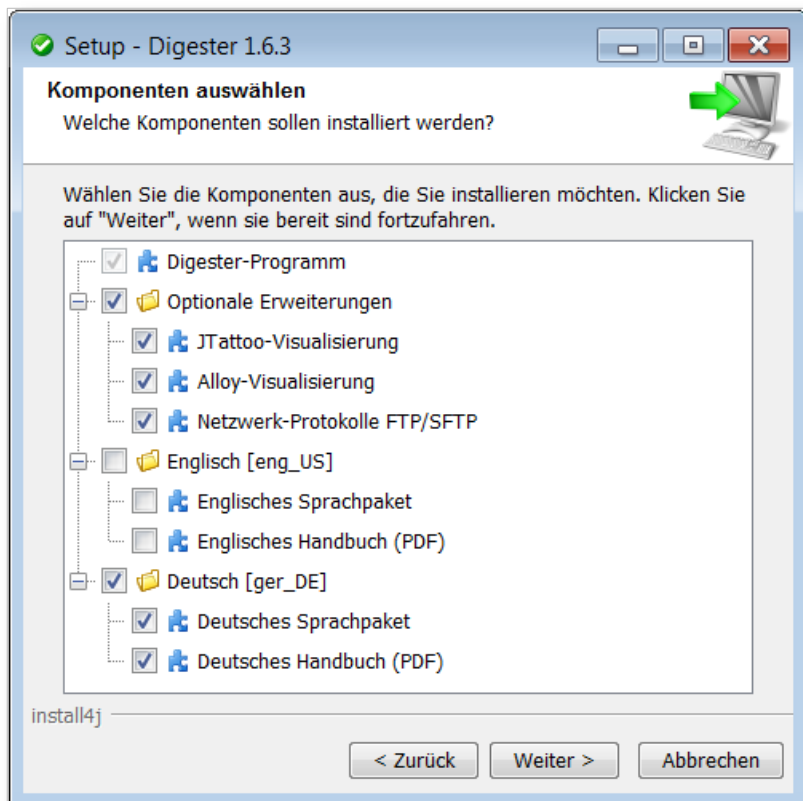 Setup - Digester 1.6.3
Komponenten auswählen
Welche Komponenten sollen installiert werden?
Wählen Sie die Komponenten aus, die Sie installieren möchten. Klicken Sie
auf "Weiter", wenn sie bereit sind fortzufahren.
Digester-Programm
Optionale Erweiterungen
JTattoo-Visualisierung
Alloy-Visualisierung
Netzwerk-Protokolle FTP/SFTP
Englisch [eng_US]
Englisches Sprachpaket
Englisches Handbuch (PDF)
Deutsch [ger_DE]
Deutsches Sprachpaket
Deutsches Handbuch (PDF)
install4j
< Zurück
Weiter >
Abbrechen